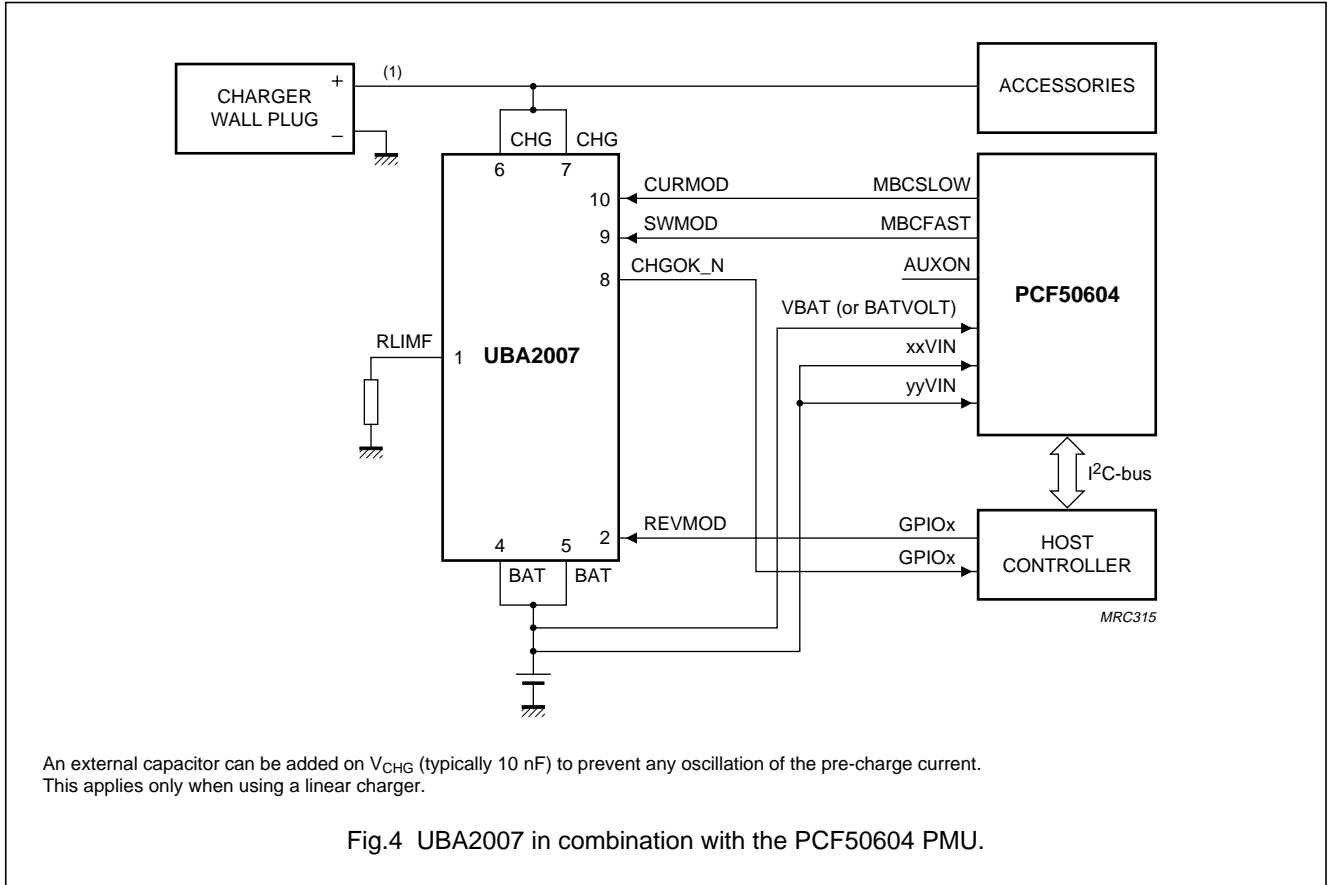 (1)
+
CHARGER
WALL PLUG
−
ACCESSORIES
CHG
CHG
6
7
10
CURMOD
MBCSLOW
9
SWMOD
MBCFAST
8
CHGOK_N
AUXON
PCF50604
VBAT (or BATVOLT)
xxVIN
yyVIN
RLIMF
1
UBA2007
I2C-bus
2
REVMOD
GPIOx
GPIOx
HOST
CONTROLLER
4
5
BAT
BAT
MRC315
An external capacitor can be added on VCHG (typically 10 nF) to prevent any oscillation of the pre-charge current.
This applies only when using a linear charger.
Fig.4 UBA2007 in combination with the PCF50604 PMU.